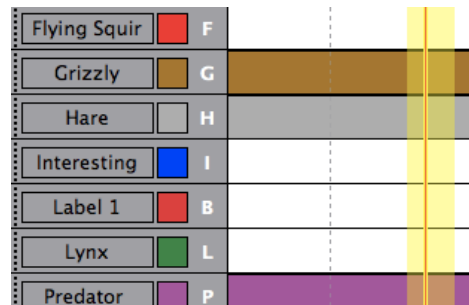 Flying Squir F
Grizzly G
Hare H
Interesting I
Label 1 B
Lynx L
Predator P